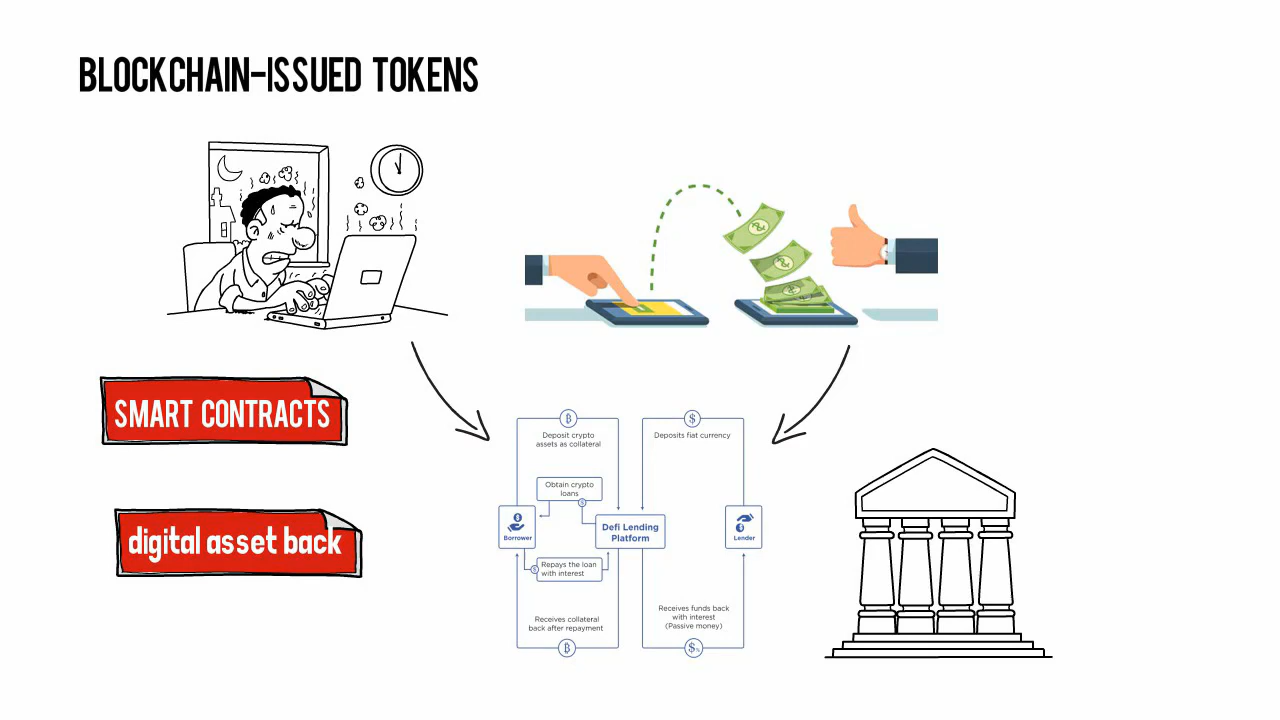 BLOCKCHAIN-ISSUED TOKENS
SMART CONTRACTS
digital asset back
Deposit crypto
assets as collateral
Deposits fiat currency
Obtain crypto
loans
Borrower
Defi Lending
Platform
Lender
Repays the loan
with interest
Receives collateral
back after repayment
Receives funds back
with interest
(Passive money)